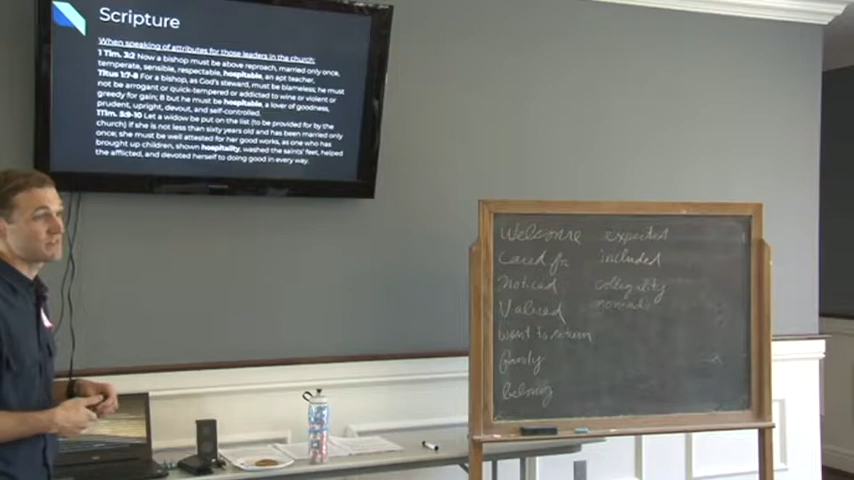 Scripture
When speaking of attributes for those leaders in the church:
1 Tim. 3:2 Now a bishop must be above reproach, married only once,
temperate, sensible, respectable, hospitable, an apt teacher,
Titus 1:7-8 For a bishop, as God's steward, must be blameless; he must
not be arrogant or quick-tempered or addicted to wine or violent or
greedy for gain; 8 but he must be hospitable, a lover of goodness,
prudent, upright, devout, and self-controlled.
1Tim. 5:9-10 Let a widow be put on the list (to be provided for by the
church) if she is not less than sixty years old and has been married only
once; she must be well attested for her good works, as one who has
brought up children, shown hospitality, washed the saints' feet, helped
the afflicted, and devoted herself to doing good in every way.
Welcome expected
Cared for included
Noticed collegiality
Valued nomads
want to return
family
belong